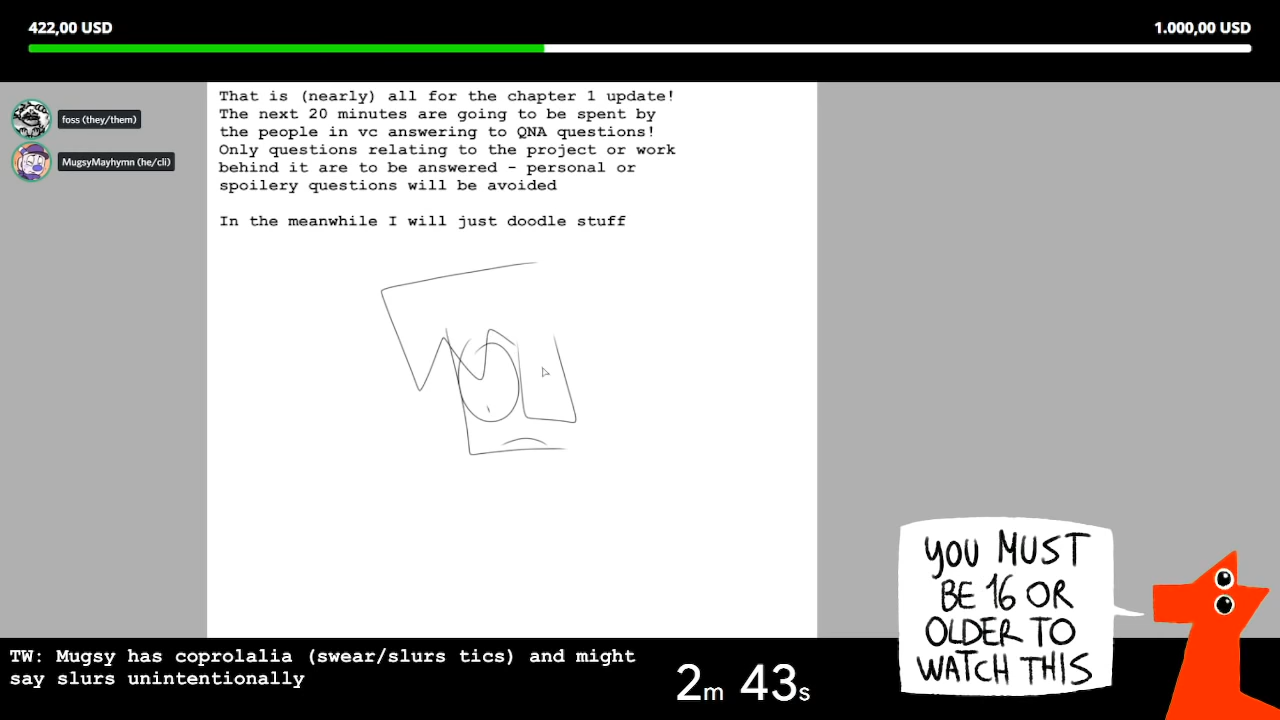 422,00 USD
1.000,00 USD
foss (they/them)
MugsyMayhymn (he/cli)
That is (nearly) all for the chapter 1 update!
The next 20 minutes are going to be spent by
the people in vc answering to QNA questions!
Only questions relating to the project or work
behind it are to be answered - personal or
spoilery questions will be avoided
In the meanwhile I will just doodle stuff
YOU MUST
BE 16 OR
OLDER TO
WATCH THIS
TW: Mugsy has coprolalia (swear/slurs tics) and might
say slurs unintentionally
2m 43s